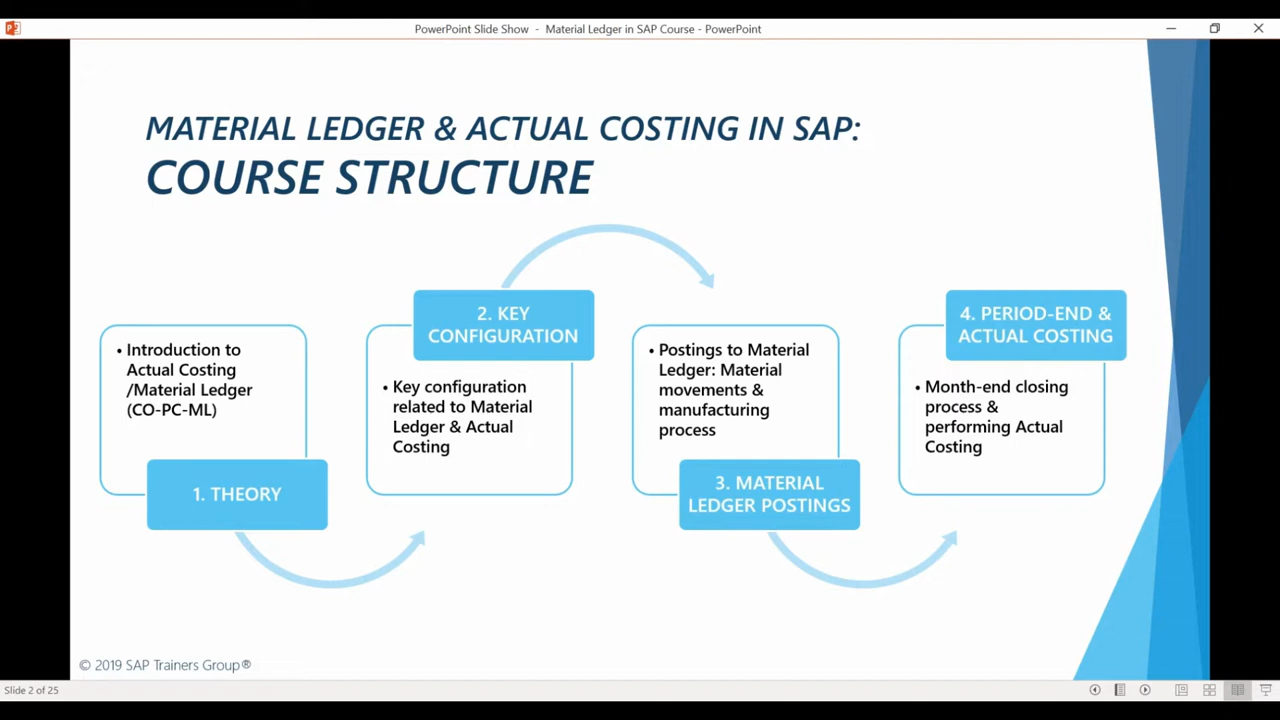 PowerPoint Slide Show - Material Ledger in SAP Course - PowerPoint
MATERIAL LEDGER & ACTUAL COSTING IN SAP:
COURSE STRUCTURE
• Introduction to
Actual Costing
/Material Ledger
(CO-PC-ML)
1. THEORY
2. KEY
CONFIGURATION
• Key configuration
related to Material
Ledger & Actual
Costing
• Postings to Material
Ledger: Material
movements &
manufacturing
process
3. MATERIAL
LEDGER POSTINGS
4. PERIOD-END &
ACTUAL COSTING
• Month-end closing
process &
performing Actual
Costing
© 2019 SAP Trainers Group®
Slide 2 of 25